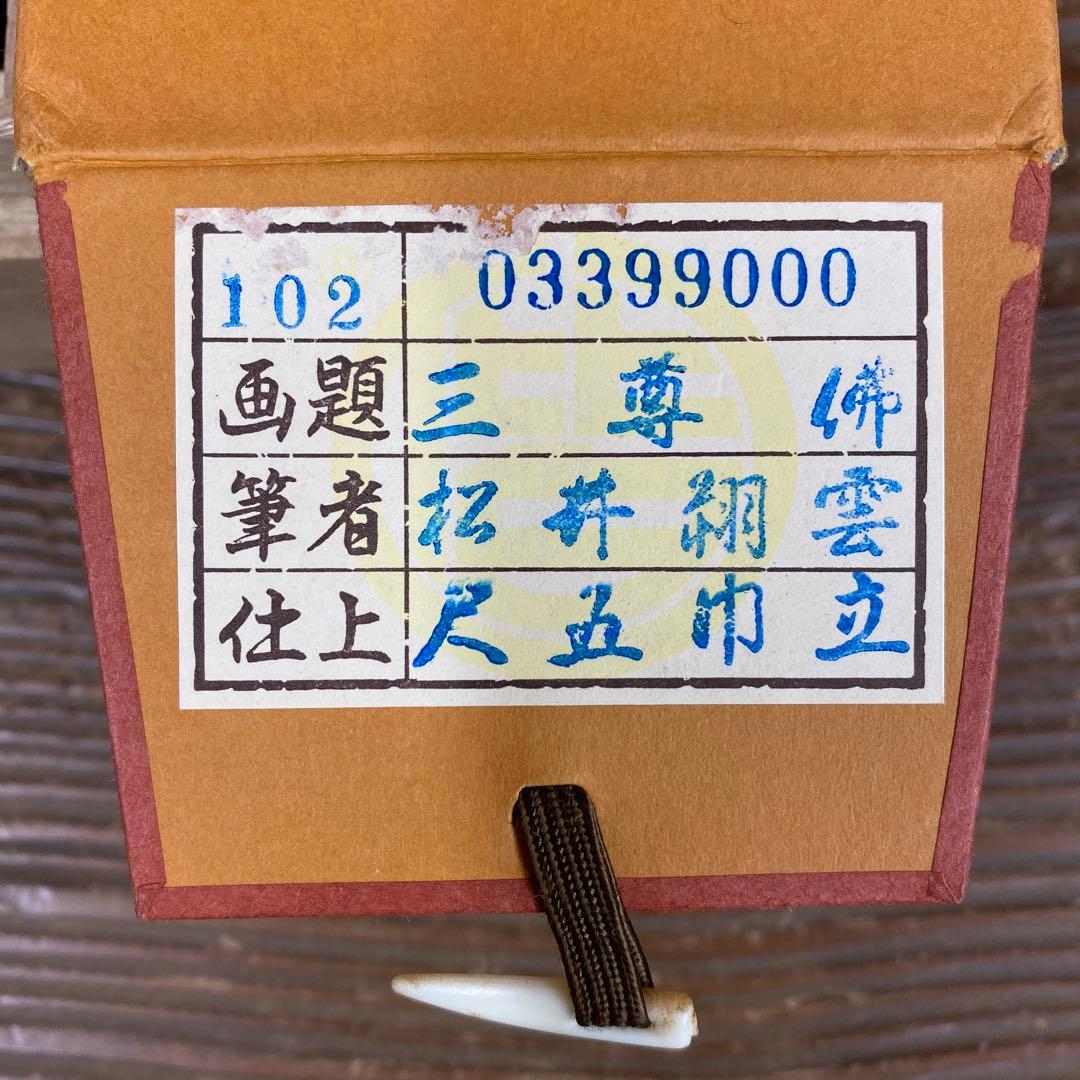 102 03399000
画題 三尊佛
筆者 松井翔雲
仕上 尺五巾立